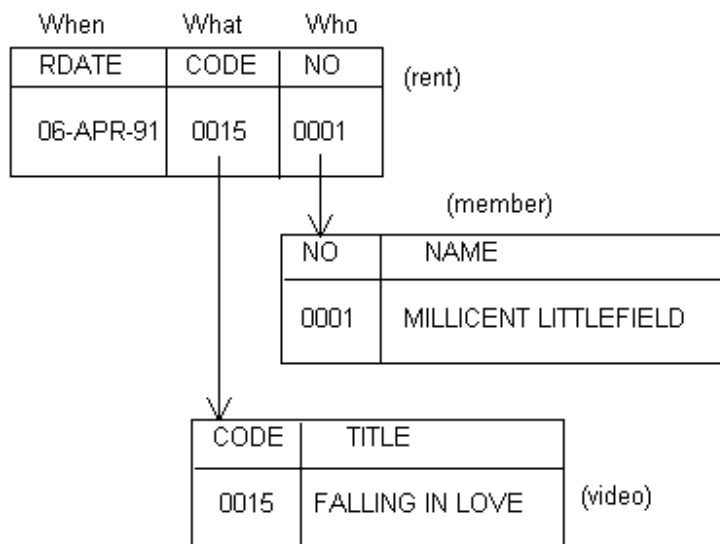 When What Who
RDATE CODE NO
(rent)
06-APR-91 0015 0001
(member)
NO NAME
0001 MILLICENT LITTLEFIELD
CODE TITLE
0015 FALLING IN LOVE
(video)